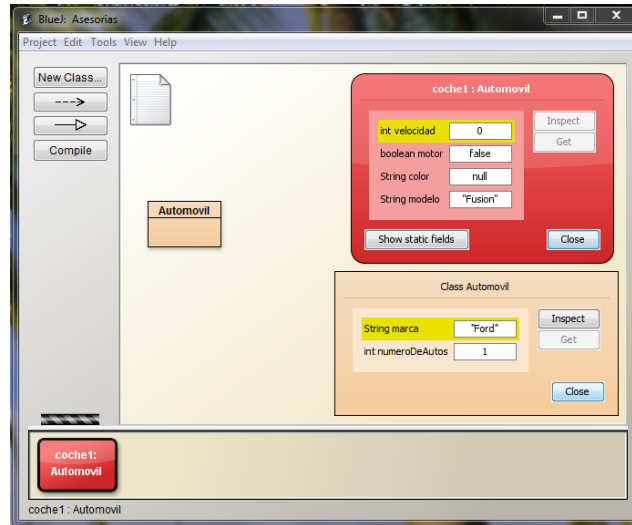 BlueJ: Asesorias
Project Edit Tools View Help
New Class...
Compile
Automovil
coche1 : Automovil
int velocidad 0
boolean motor false
String color null
String modelo "Fusion"
Inspect
Get
Show static fields
Close
Class Automovil
String marca "Ford"
int numeroDeAutos 1
Inspect
Get
Close
coche1:
Automovil
coche1 : Automovil